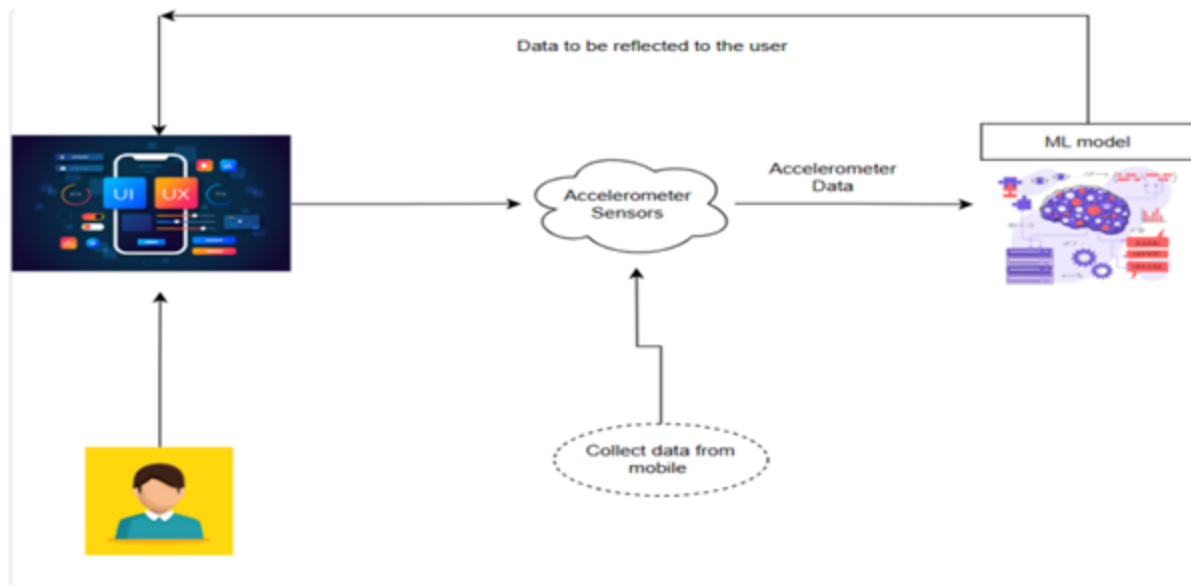 Data to be reflected to the user
ML model
UI
UX
Accelerometer
Sensors
Accelerometer
Data
Collect data from
mobile